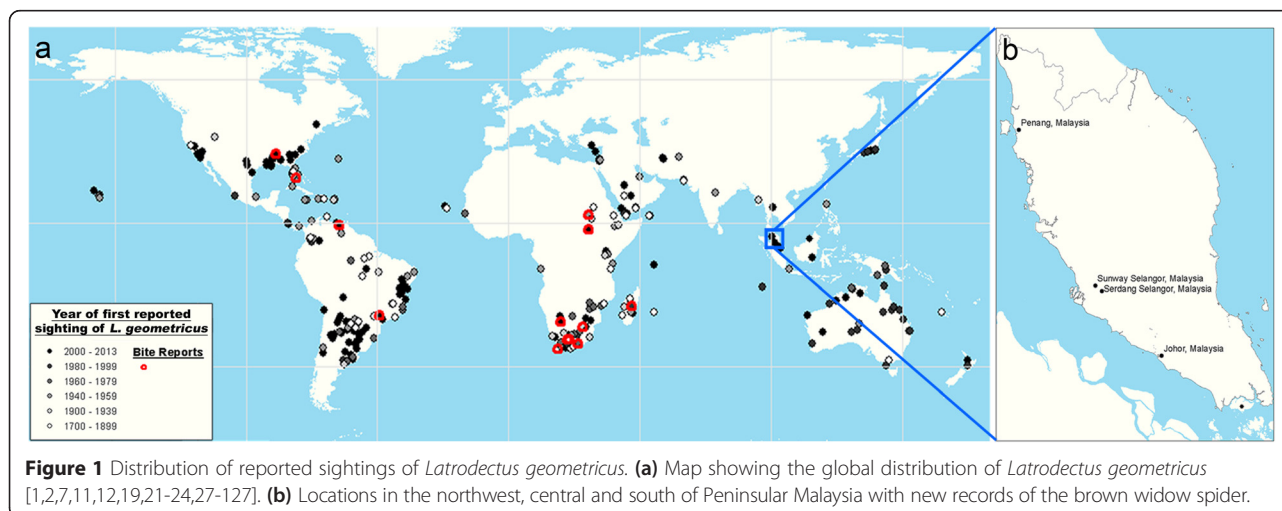 a
b
Penang, Malaysia
Sunway Selangor, Malaysia
Serdang Selangor, Malaysia
Johor, Malaysia
Year of first reported
sighting of L. geometricus
2000 - 2013
1980 - 1999
1960 - 1979
1940 - 1959
1900 - 1939
1700 - 1899
Bite Reports
Figure 1 Distribution of reported sightings of Latrodectus geometricus. (a) Map showing the global distribution of Latrodectus geometricus
[1,2,7,11,12,19,21-24,27-127]. (b) Locations in the northwest, central and south of Peninsular Malaysia with new records of the brown widow spider.